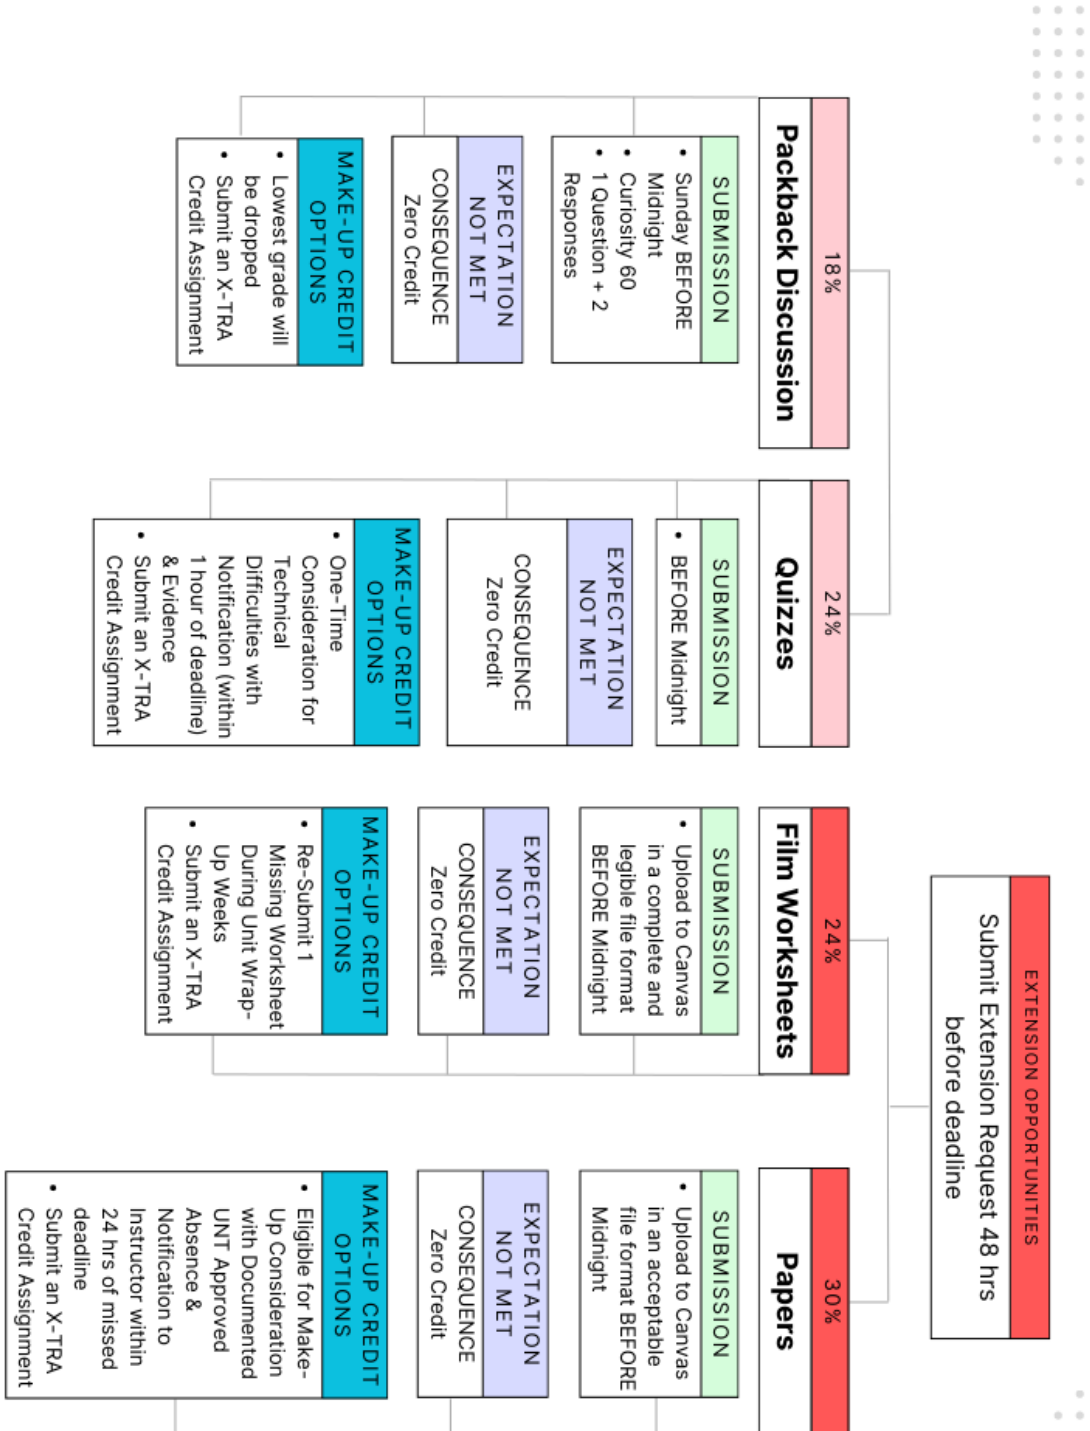 EXTENSION OPPORTUNITIES
Submit Extension Request 48 hrs
before deadline
18%
Packback Discussion
SUBMISSION
• Sunday BEFORE
Midnight
• Curiosity 60
• 1 Question + 2
Responses
EXPECTATION
NOT MET
CONSEQUENCE
Zero Credit
MAKE-UP CREDIT
OPTIONS
• Lowest grade will
be dropped
• Submit an X-TRA
Credit Assignment
24%
Quizzes
SUBMISSION
• BEFORE Midnight
EXPECTATION
NOT MET
CONSEQUENCE
Zero Credit
MAKE-UP CREDIT
OPTIONS
• One-Time
Consideration for
Technical
Difficulties with
Notification (within
1 hour of deadline)
& Evidence
• Submit an X-TRA
Credit Assignment
24%
Film Worksheets
SUBMISSION
• Upload to Canvas
in a complete and
legible file format
BEFORE Midnight
EXPECTATION
NOT MET
CONSEQUENCE
Zero Credit
MAKE-UP CREDIT
OPTIONS
• Re-Submit 1
Missing Worksheet
During Unit Wrap-
Up Weeks
• Submit an X-TRA
Credit Assignment
30%
Papers
SUBMISSION
• Upload to Canvas
in an acceptable
file format BEFORE
Midnight
EXPECTATION
NOT MET
CONSEQUENCE
Zero Credit
MAKE-UP CREDIT
OPTIONS
• Eligible for Make-
Up Consideration
with Documented
UNT Approved
Absence &
Notification to
Instructor within
24 hrs of missed
deadline
• Submit an X-TRA
Credit Assignment